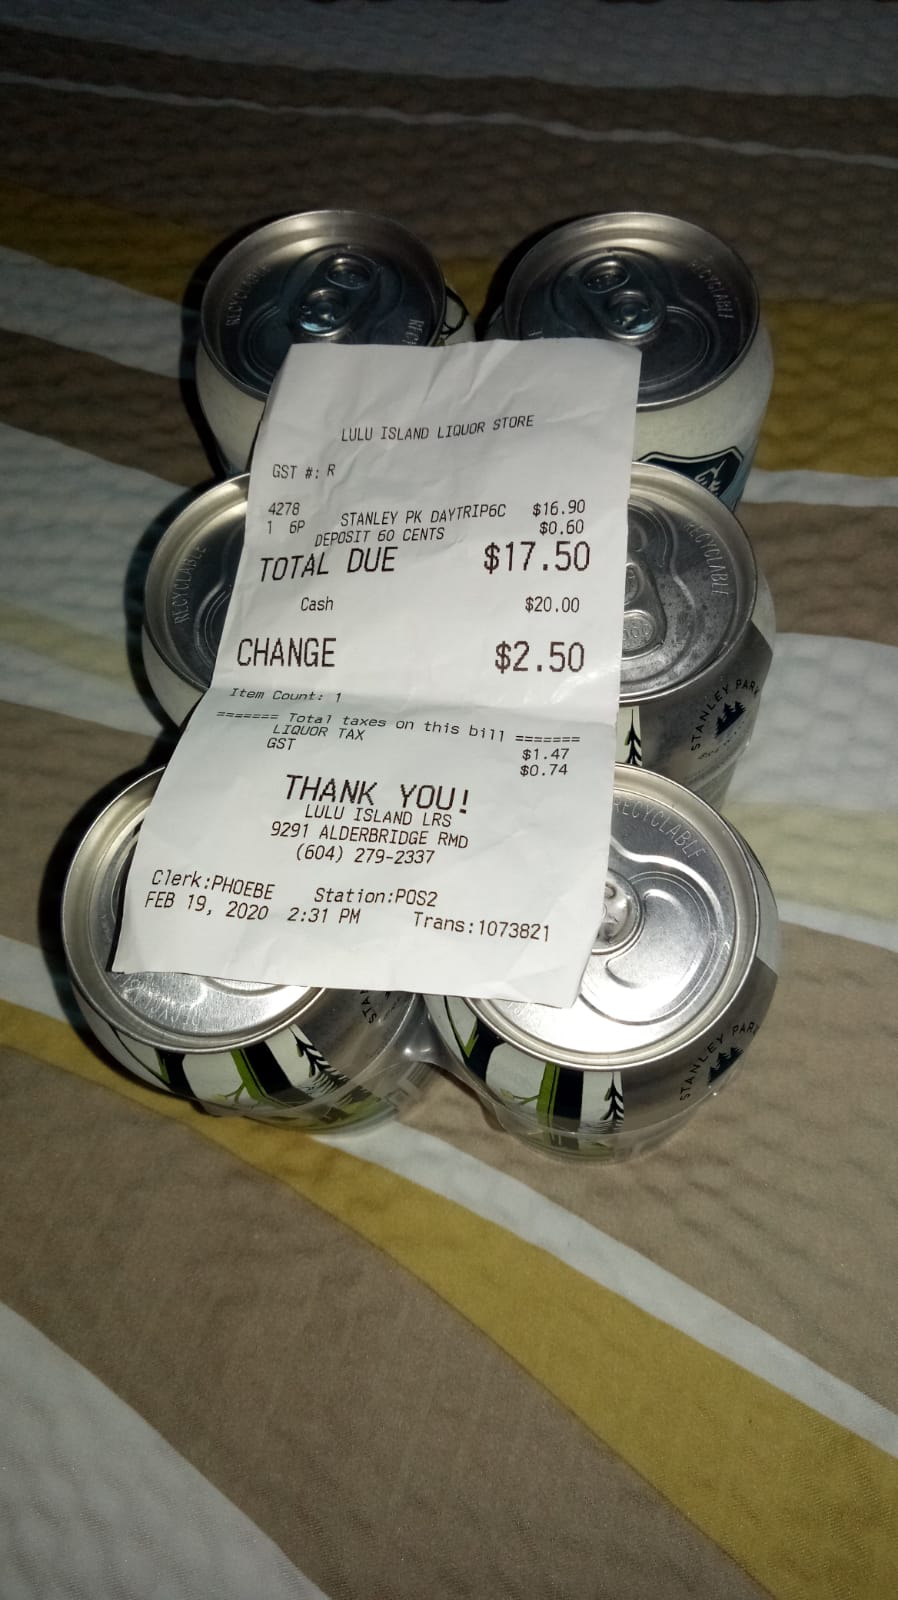 RECYCLABLE
RECYCLABLE
LULU ISLAND LIQUOR STORE
GST #: R
4278 STANLEY PK DAYTRIP6C $16.90
1 6P DEPOSIT 60 CENTS $0.60
TOTAL DUE $17.50
Cash $20.00
CHANGE $2.50
Item Count: 1
======= Total taxes on this bill =======
LIQUOR TAX $1.47
GST $0.74
THANK YOU!
LULU ISLAND LRS
9291 ALDERBRIDGE RMD
(604) 279-2337
Clerk:PHOEBE Station:POS2
FEB 19, 2020 2:31 PM Trans:1073821
RECYCLABLE
RECYCLABLE
STANLEY PARK
RECYCLABLE
STANLEY PARK